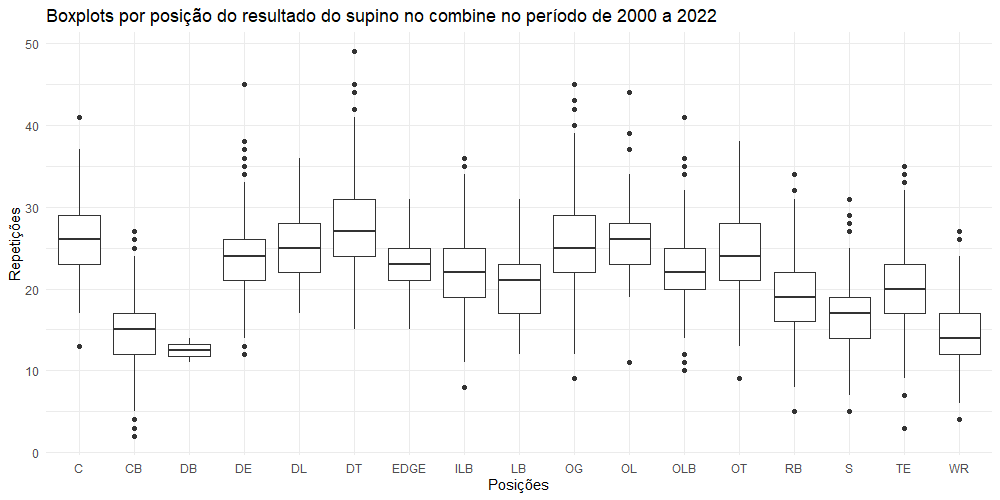 Boxplots por posição do resultado do supino no combine no período de 2000 a 2022
50
40
30
20
10
0
Repetições
C CB DB DE DL DT EDGE ILB LB OG OL OLB OT RB S TE WR
Posições